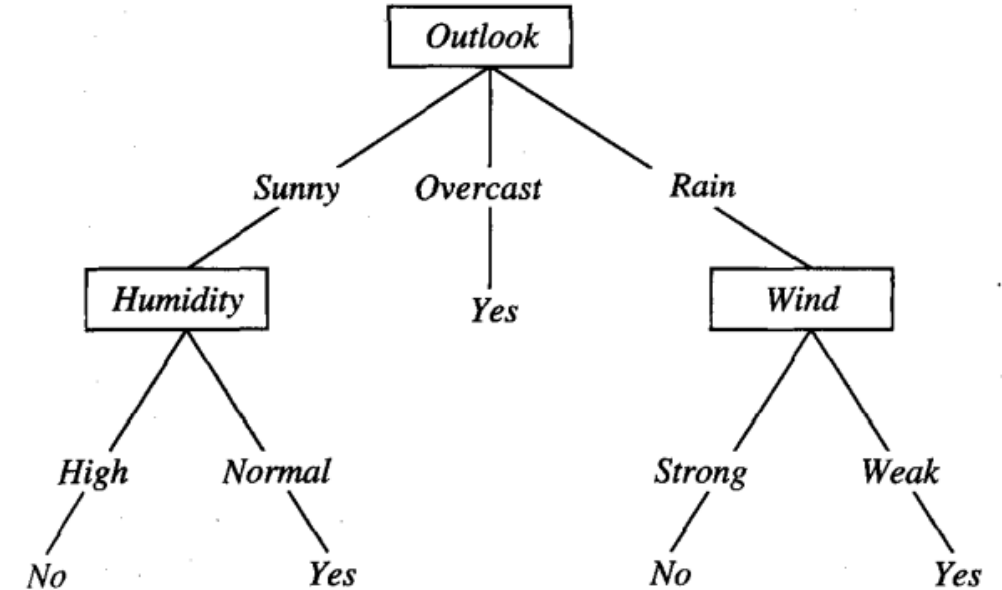 Outlook
Sunny Overcast Rain
Humidity Yes Wind
High Normal Strong Weak
No Yes No Yes